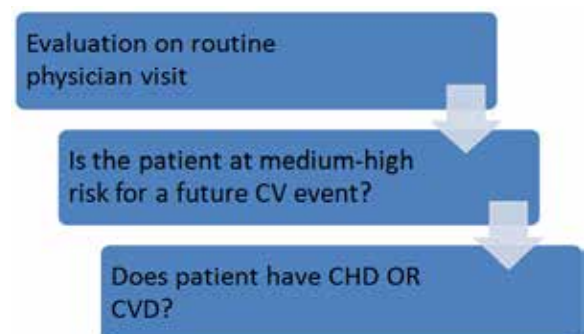 Evaluation on routine
physician visit
Is the patient at medium-high
risk for a future CV event?
Does patient have CHD OR
CVD?